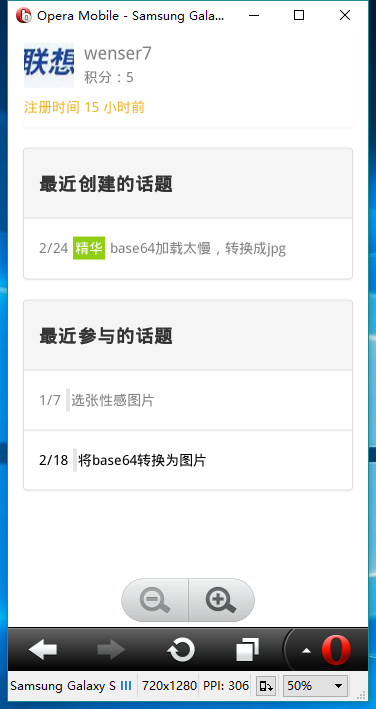 Opera Mobile - Samsung Gala...
联想
wenser7
积分：5
注册时间 15 小时前
最近创建的话题
2/24 精华 base64加载太慢，转换成jpg
最近参与的话题
1/7 选张性感图片
2/18 将base64转换为图片
Samsung Galaxy S III 720x1280 PPI: 306 50%